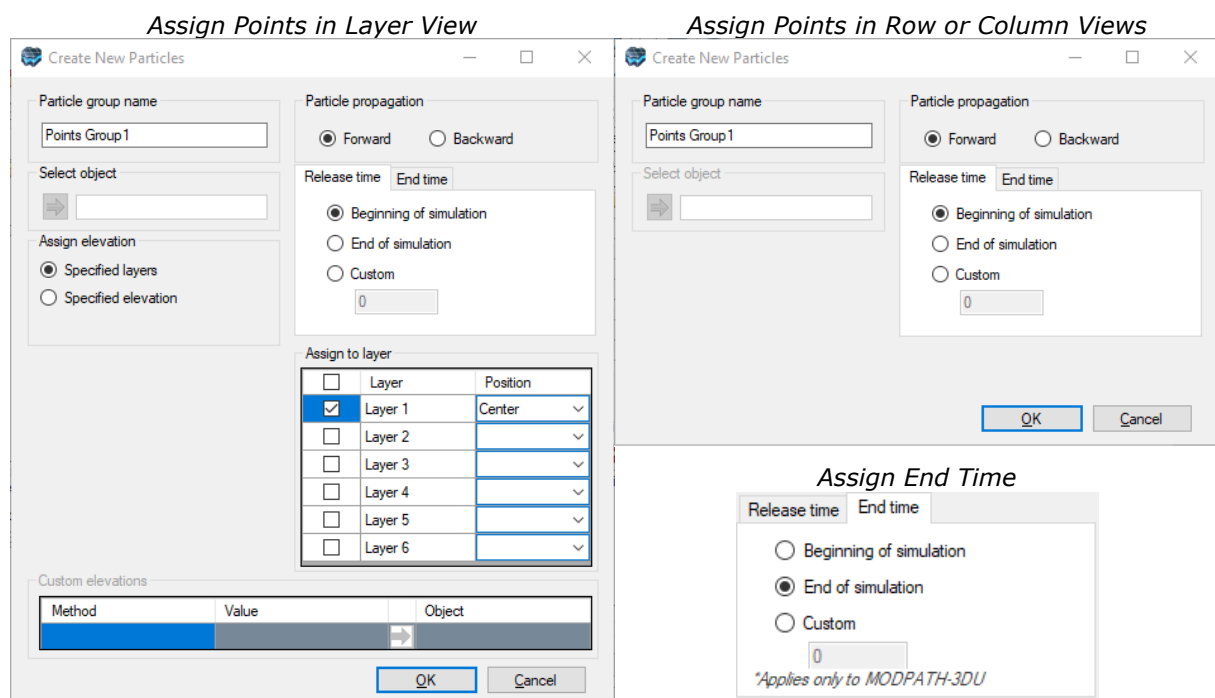 Assign Points in Layer View
Create New Particles
Particle group name
Points Group1
Select object
Assign elevation
Specified layers
Specified elevation
Particle propagation
Forward Backward
Release time End time
Beginning of simulation
End of simulation
Custom
0
Assign to layer
Layer Position
Layer 1 Center
Layer 2
Layer 3
Layer 4
Layer 5
Layer 6
Custom elevations
Method Value Object
OK Cancel
Assign Points in Row or Column Views
Create New Particles
Particle group name
Points Group1
Select object
Particle propagation
Forward Backward
Release time End time
Beginning of simulation
End of simulation
Custom
0
OK Cancel
Assign End Time
Release time End time
Beginning of simulation
End of simulation
Custom
0
*Applies only to MODPATH-3DU